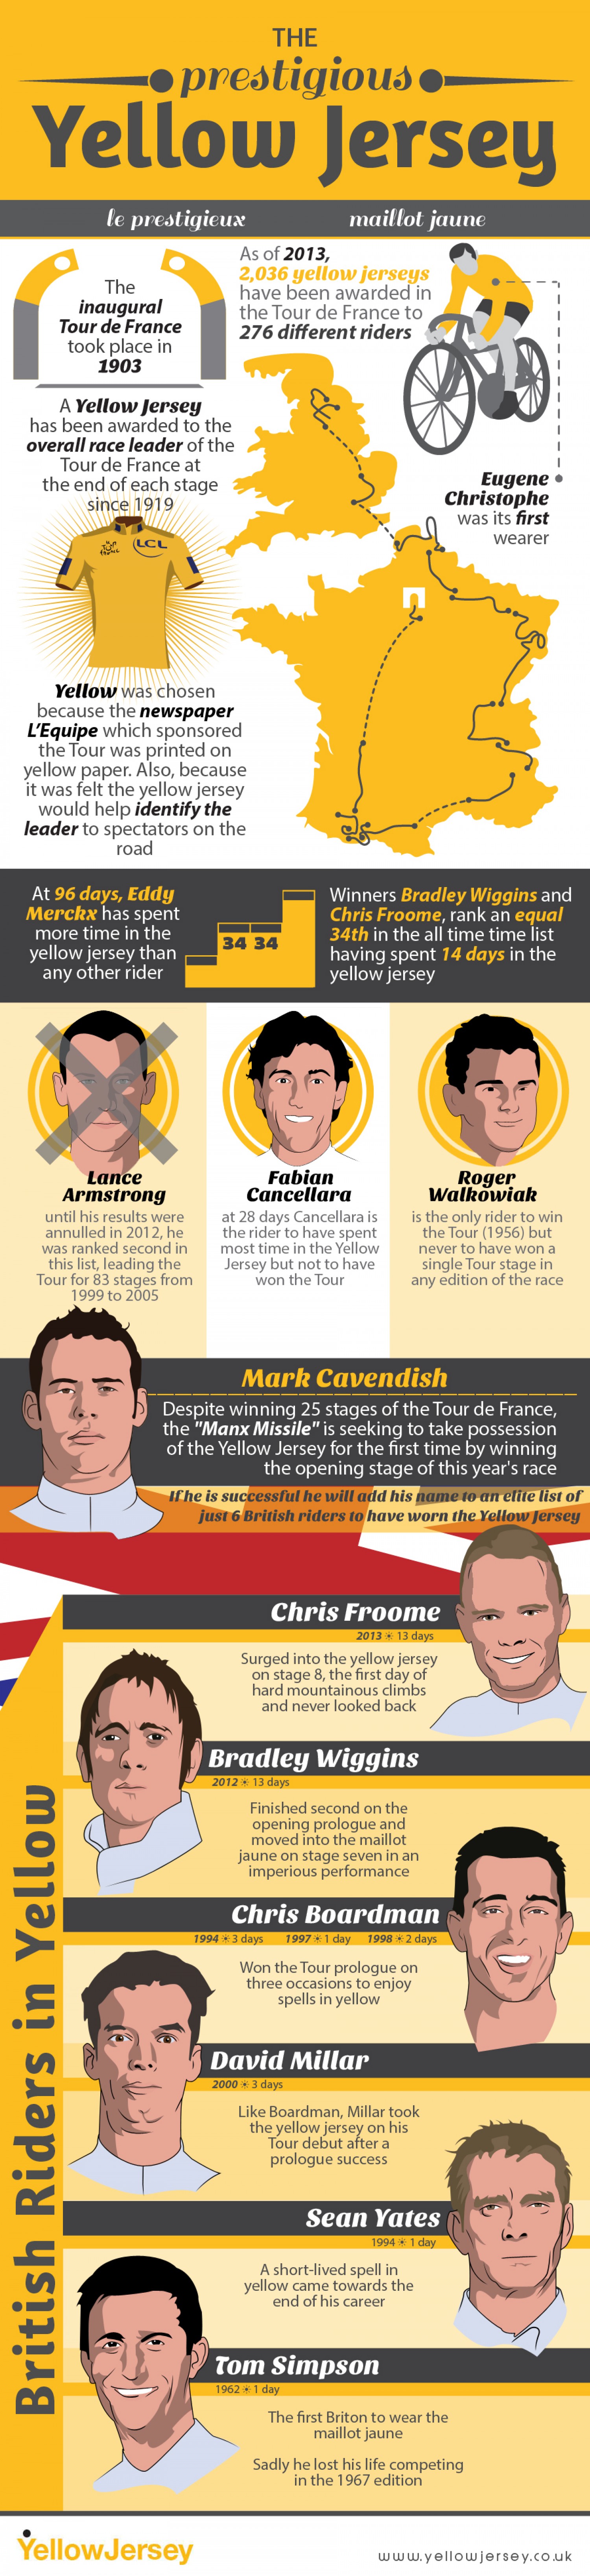 THE
prestigious
Yellow Jersey
le prestigieux maillot jaune
The
inaugural
Tour de France
took place in
1903
As of 2013,
2,036 yellow jerseys
have been awarded in
the Tour de France to
276 different riders
A Yellow Jersey
has been awarded to the
overall race leader of the
Tour de France at
the end of each stage
since 1919
Eugene
Christophe
was its first
wearer
Tour
france
LCL
Yellow was chosen
because the newspaper
L'Equipe which sponsored
the Tour was printed on
yellow paper. Also, because
it was felt the yellow jersey
would help identify the
leader to spectators on the
road
At 96 days, Eddy
Merckx has spent
more time in the
yellow jersey than
any other rider
34 34
Winners Bradley Wiggins and
Chris Froome, rank an equal
34th in the all time time list
having spent 14 days in the
yellow jersey
Lance
Armstrong
until his results were
annulled in 2012, he
was ranked second in
this list, leading the
Tour for 83 stages from
1999 to 2005
Fabian
Cancellara
at 28 days Cancellara is
the rider to have spent
most time in the Yellow
Jersey but not to have
won the Tour
Roger
Walkowiak
is the only rider to win
the Tour (1956) but
never to have won a
single Tour stage in
any edition of the race
Mark Cavendish
Despite winning 25 stages of the Tour de France,
the "Manx Missile" is seeking to take possession
of the Yellow Jersey for the first time by winning
the opening stage of this year's race
If he is successful he will add his name to an elite list of
just 6 British riders to have worn the Yellow Jersey
British Riders in Yellow
Chris Froome
2013 ☼ 13 days
Surged into the yellow jersey
on stage 8, the first day of
hard mountainous climbs
and never looked back
Bradley Wiggins
2012 ☼ 13 days
Finished second on the
opening prologue and
moved into the maillot
jaune on stage seven in an
imperious performance
Chris Boardman
1994 ☼ 3 days 1997 ☼ 1 day 1998 ☼ 2 days
Won the Tour prologue on
three occasions to enjoy
spells in yellow
David Millar
2000 ☼ 3 days
Like Boardman, Millar took
the yellow jersey on his
Tour debut after a
prologue success
Sean Yates
1994 ☼ 1 day
A short-lived spell in
yellow came towards the
end of his career
Tom Simpson
1962 ☼ 1 day
The first Briton to wear the
maillot jaune
Sadly he lost his life competing
in the 1967 edition
YellowJersey
www.yellowjersey.co.uk